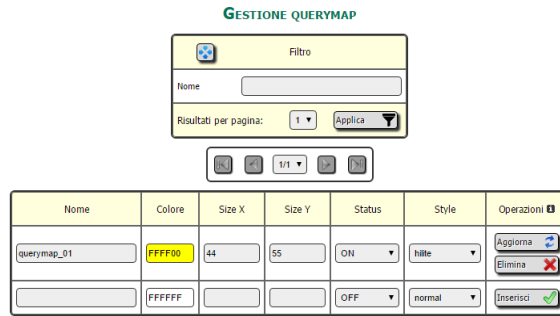 GESTIONE QUERYMAP
Filtro
Nome
Risultati per pagina: 1 Applica
1/1
Nome Colore Size X Size Y Status Style Operazioni
querymap_01 FFFF00 44 55 ON hilite Aggiorna
Elimina
FFFFFF OFF normal Inserisci